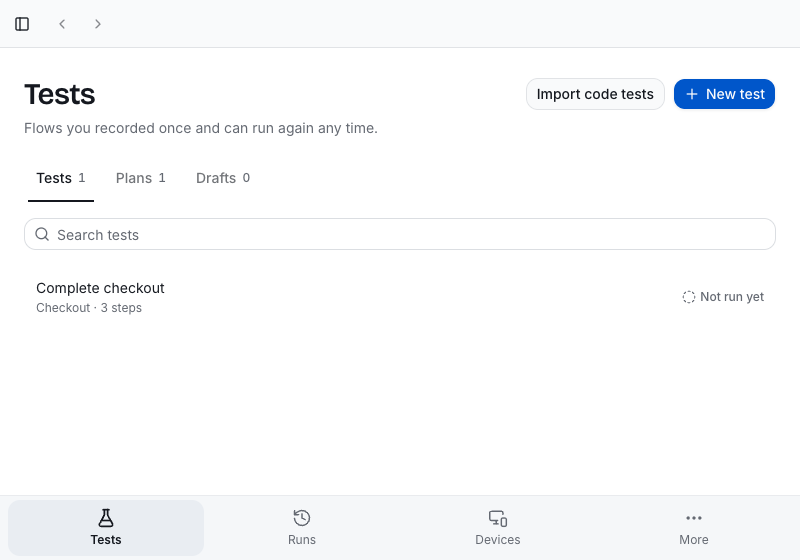 Tests
Import code tests
New test
Flows you recorded once and can run again any time.
Tests 1
Plans 1
Drafts 0
Search tests
Complete checkout
Checkout · 3 steps
Not run yet
Tests
Runs
Devices
More